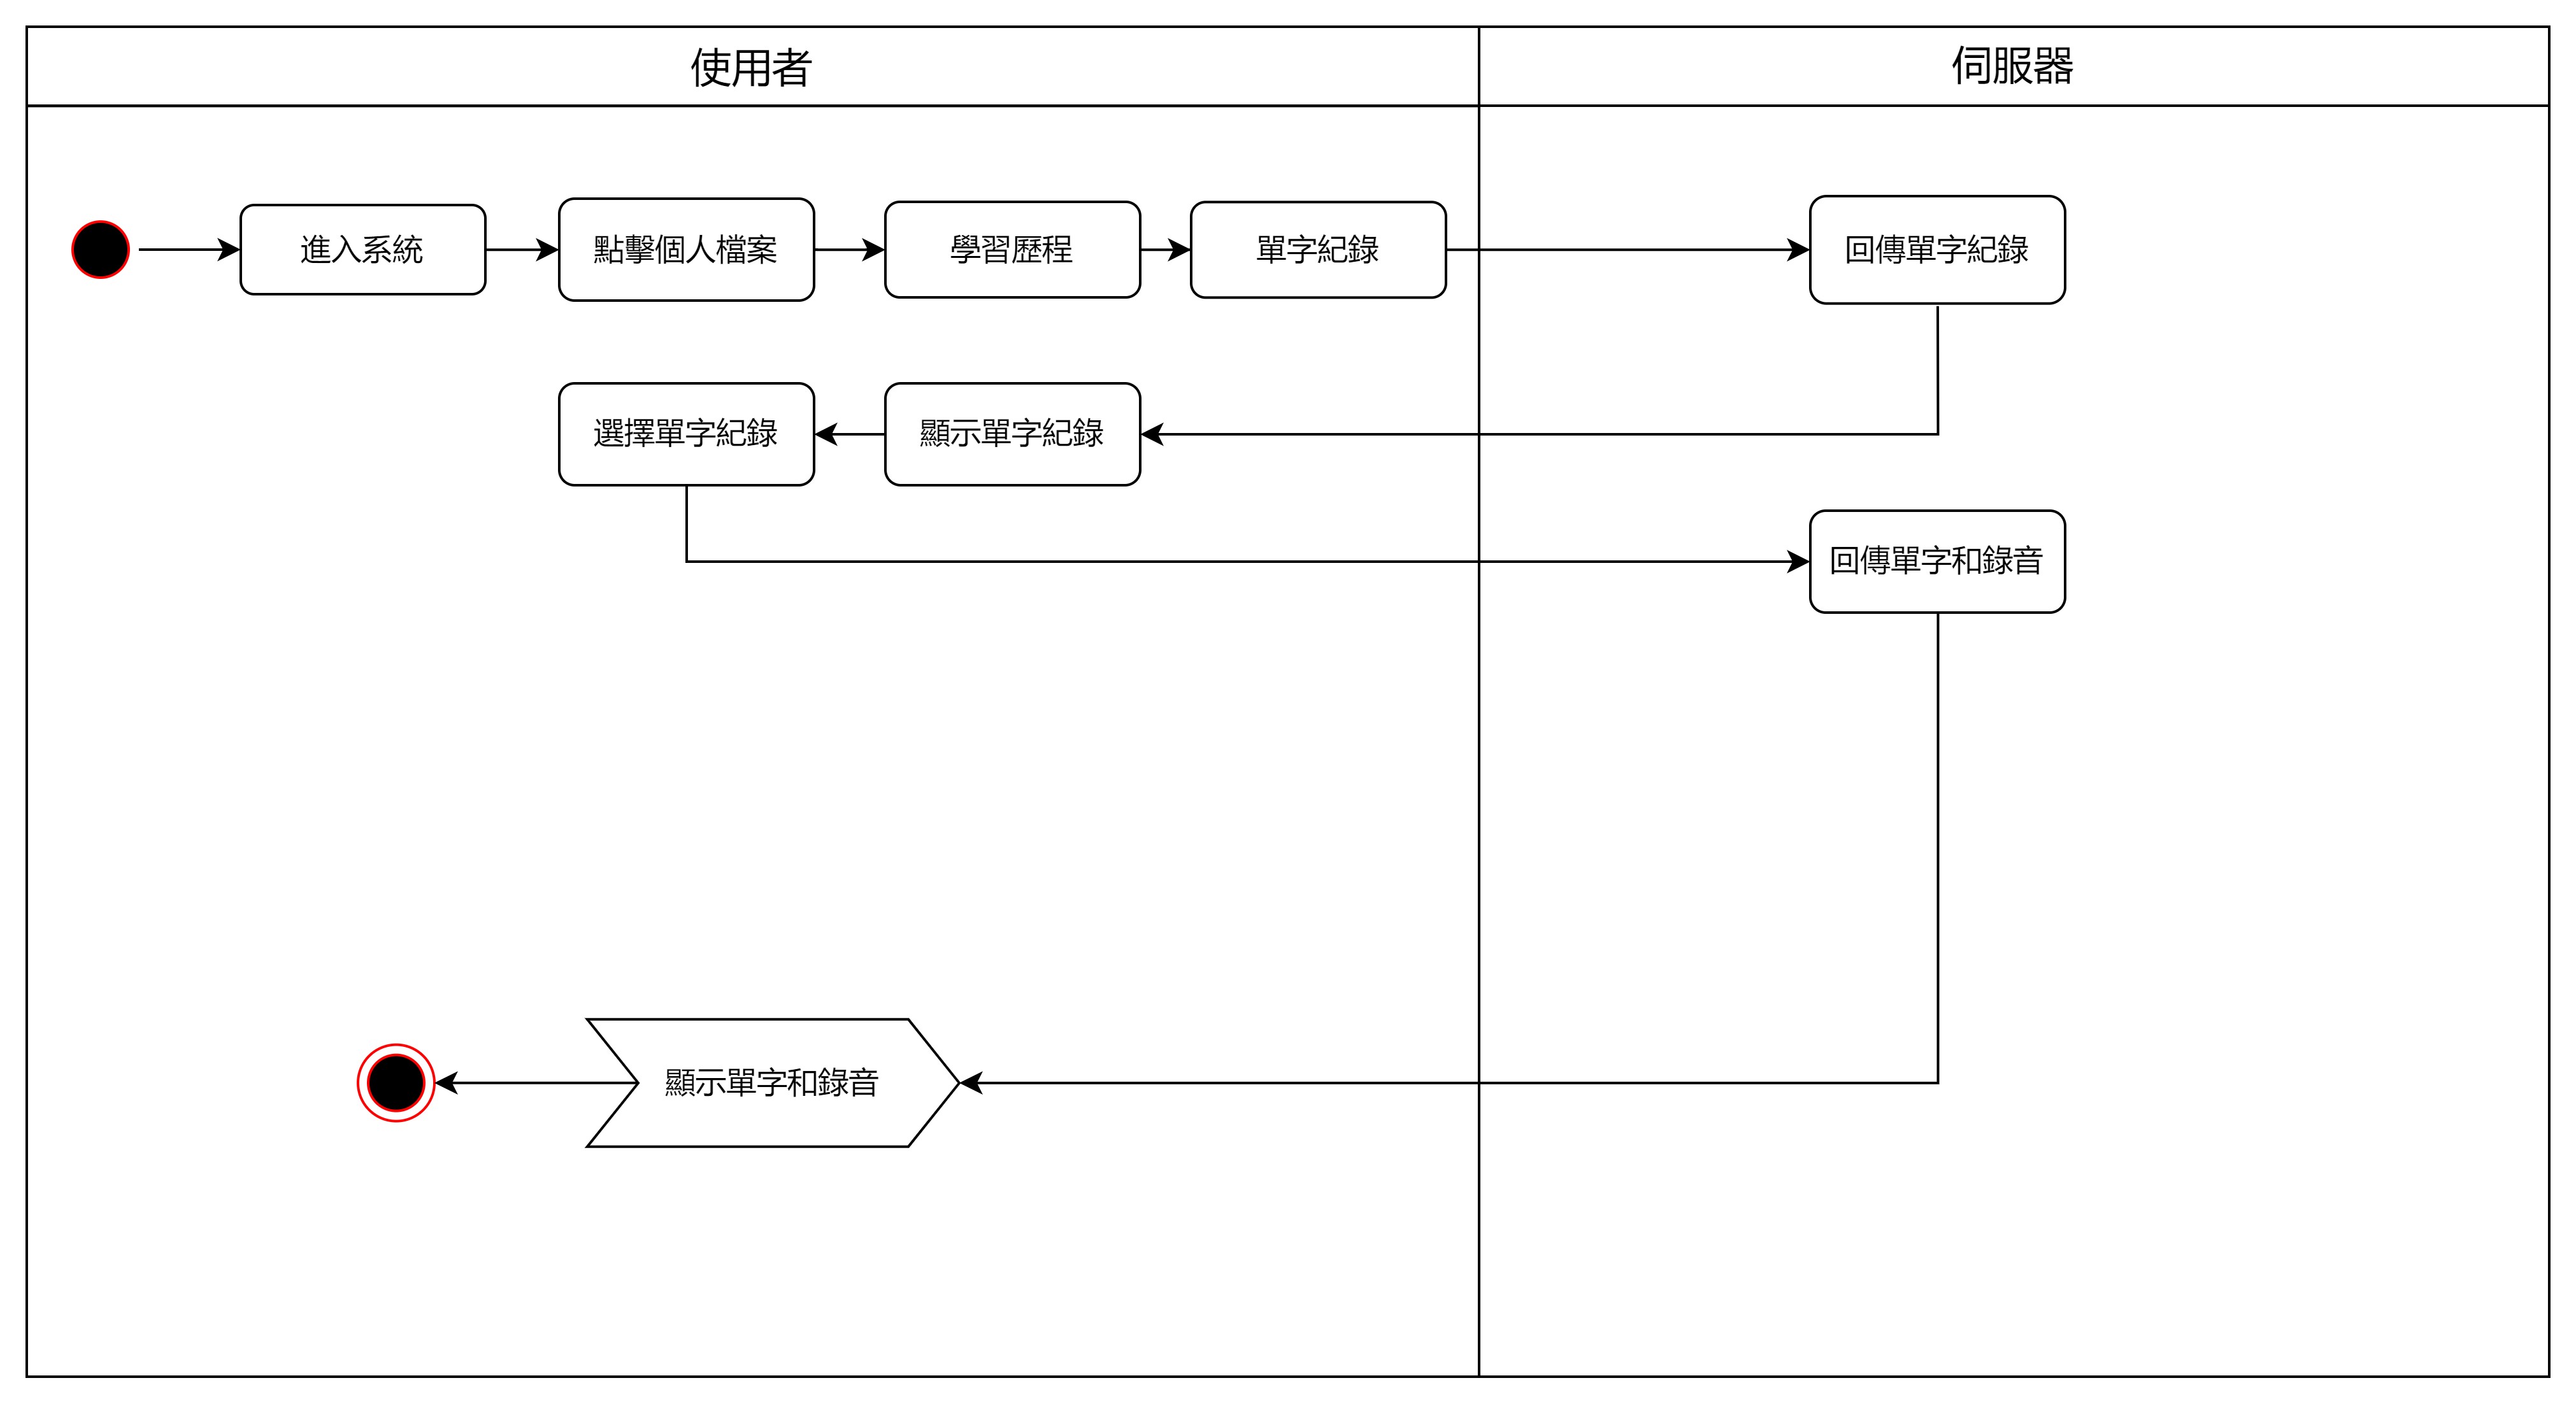 使用者
伺服器
進入系統
點擊個人檔案
學習歷程
單字紀錄
回傳單字紀錄
選擇單字紀錄
顯示單字紀錄
回傳單字和錄音
顯示單字和錄音